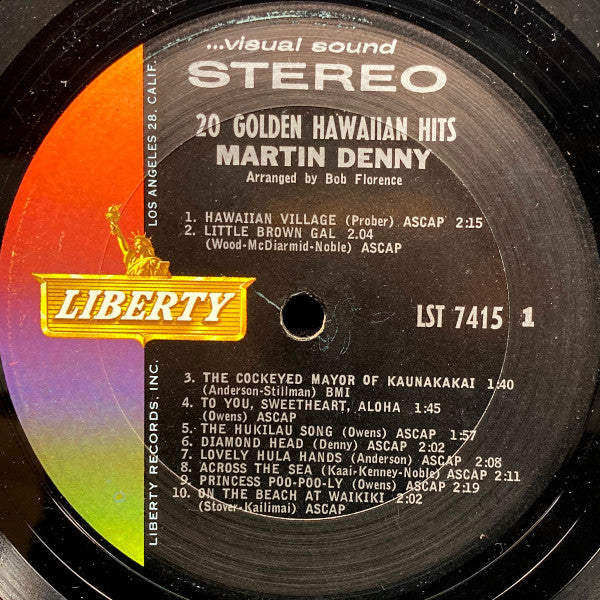 ...visual sound
STEREO
20 GOLDEN HAWAIIAN HITS
MARTIN DENNY
Arranged by Bob Florence
1. HAWAIIAN VILLAGE (Prober) ASCAP 2:15
2. LITTLE BROWN GAL 2.04
(Wood-McDiarmid-Noble) ASCAP
LIBERTY
LST 7415 1
3. THE COCKEYED MAYOR OF KAUNAKAKAI 1:40
(Anderson-Stillman) BMI
4. TO YOU, SWEETHEART, ALOHA 1:45
(Owens) ASCAP
5. THE HUKILAU SONG (Owens) ASCAP 1:57
6. DIAMOND HEAD (Denny) ASCAP 2:02
7. LOVELY HULA HANDS (Anderson) ASCAP 2:08
8. ACROSS THE SEA (Kaai-Kenney-Noble) ASCAP 2:11
9. PRINCESS POO-POO-LY (Owens) ASCAP 2:19
10. ON THE BEACH AT WAIKIKI 2:02
(Stover-Kailimai) ASCAP
LIBERTY RECORDS, INC. LOS ANGELES 28, CALIF.